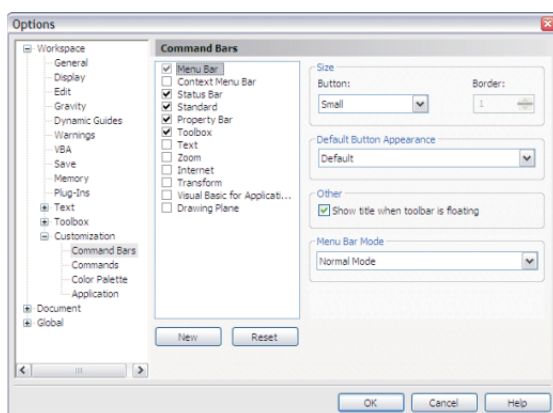 Options
Workspace
General
Display
Edit
Gravity
Dynamic Guides
Warnings
VBA
Save
Memory
Plug-Ins
Text
Toolbox
Customization
Command Bars
Commands
Color Palette
Application
Document
Global
Command Bars
Menu Bar
Context Menu Bar
Status Bar
Standard
Property Bar
Toolbox
Text
Zoom
Internet
Transform
Visual Basic for Applicati...
Drawing Plane
New
Reset
Size
Button:
Border:
Small
1
Default Button Appearance
Default
Other
Show title when toolbar is floating
Menu Bar Mode
Normal Mode
OK
Cancel
Help